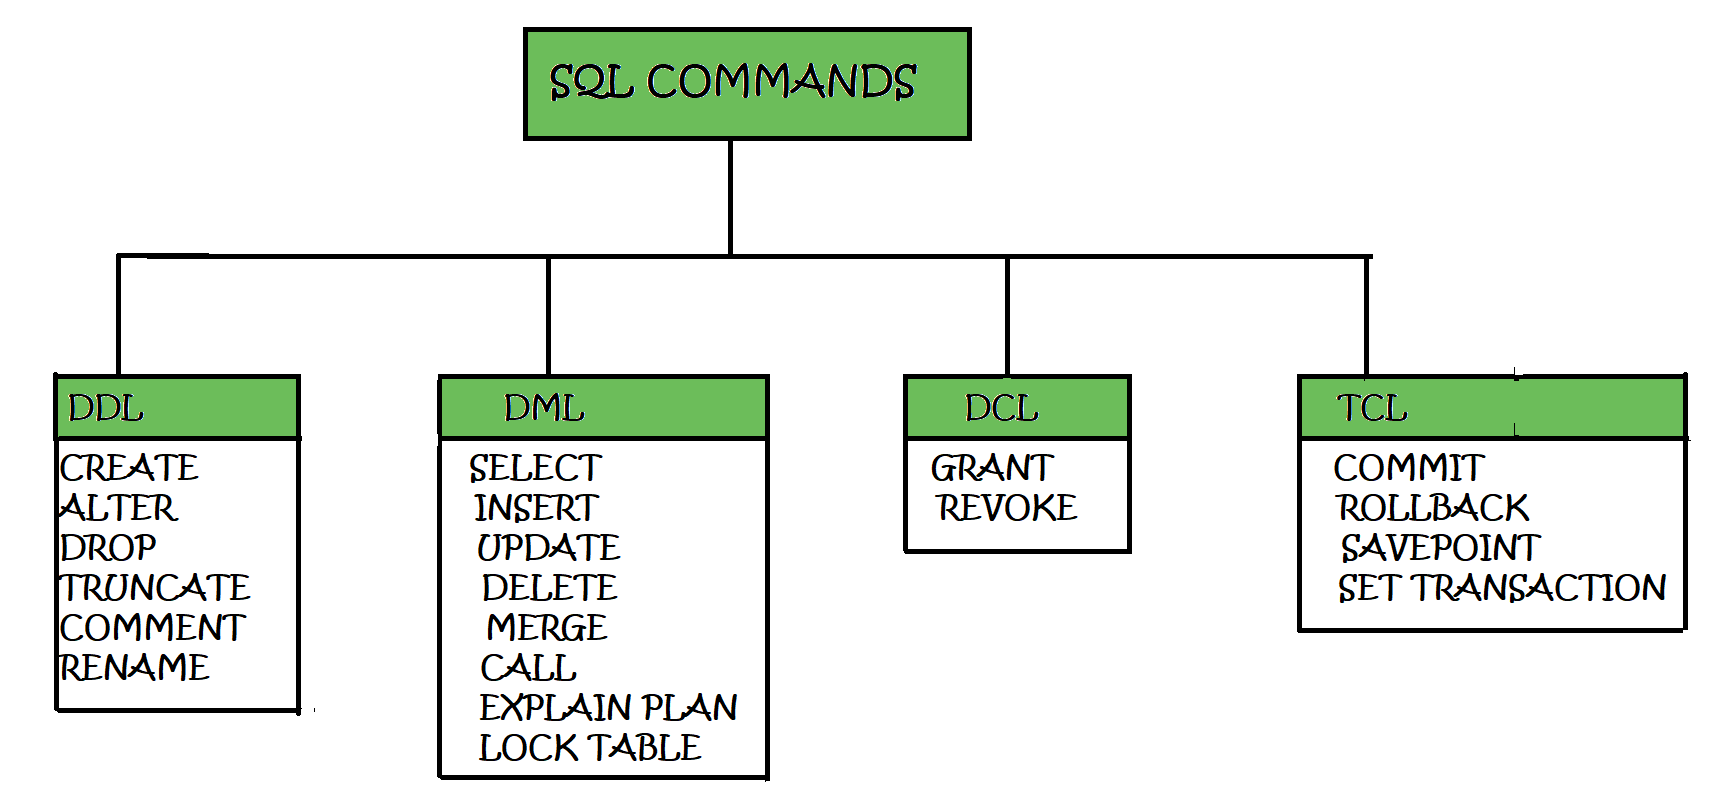 SQL COMMANDS
DDL
CREATE
ALTER
DROP
TRUNCATE
COMMENT
RENAME
DML
SELECT
INSERT
UPDATE
DELETE
MERGE
CALL
EXPLAIN PLAN
LOCK TABLE
DCL
GRANT
REVOKE
TCL
COMMIT
ROLLBACK
SAVEPOINT
SET TRANSACTION